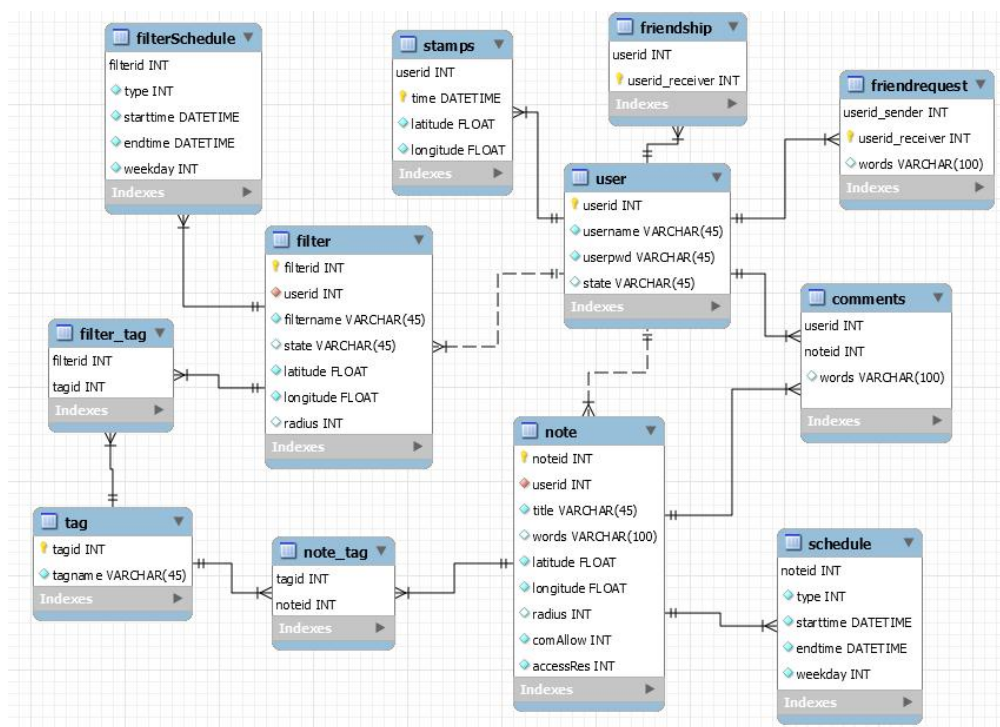 filterSchedule
filterid INT
type INT
starttime DATETIME
endtime DATETIME
weekday INT
Indexes
stamps
userid INT
time DATETIME
latitude FLOAT
longitude FLOAT
Indexes
friendship
userid INT
userid_receiver INT
Indexes
friendrequest
userid_sender INT
userid_receiver INT
words VARCHAR(100)
Indexes
user
userid INT
username VARCHAR(45)
userpwd VARCHAR(45)
state VARCHAR(45)
Indexes
filter
filterid INT
userid INT
filtername VARCHAR(45)
state VARCHAR(45)
latitude FLOAT
longitude FLOAT
radius INT
Indexes
comments
userid INT
noteid INT
words VARCHAR(100)
Indexes
filter_tag
filterid INT
tagid INT
Indexes
note
noteid INT
userid INT
title VARCHAR(45)
words VARCHAR(100)
latitude FLOAT
longitude FLOAT
radius INT
comAllow INT
accessRes INT
Indexes
tag
tagid INT
tagname VARCHAR(45)
Indexes
note_tag
tagid INT
noteid INT
Indexes
schedule
noteid INT
type INT
starttime DATETIME
endtime DATETIME
weekday INT
Indexes